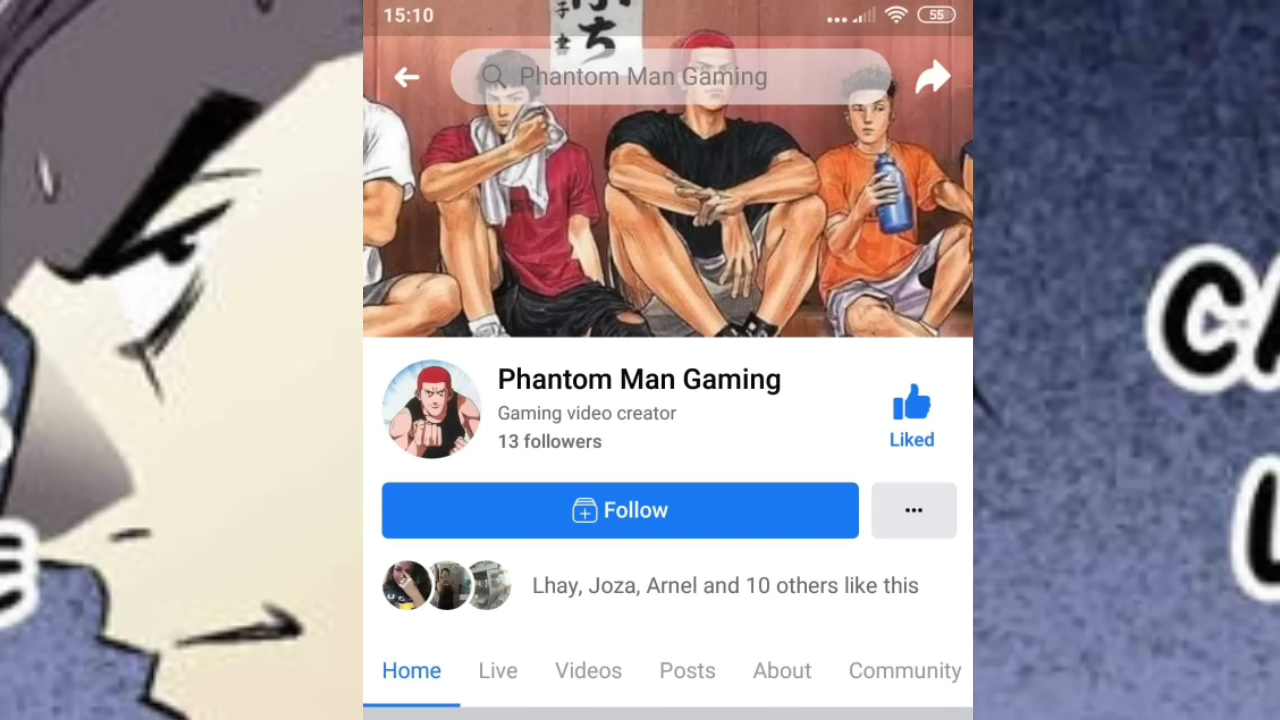 15:10
55
Phantom Man Gaming
Phantom Man Gaming
Gaming video creator
13 followers
Liked
Follow
Lhay, Joza, Arnel and 10 others like this
Home Live Videos Posts About Community